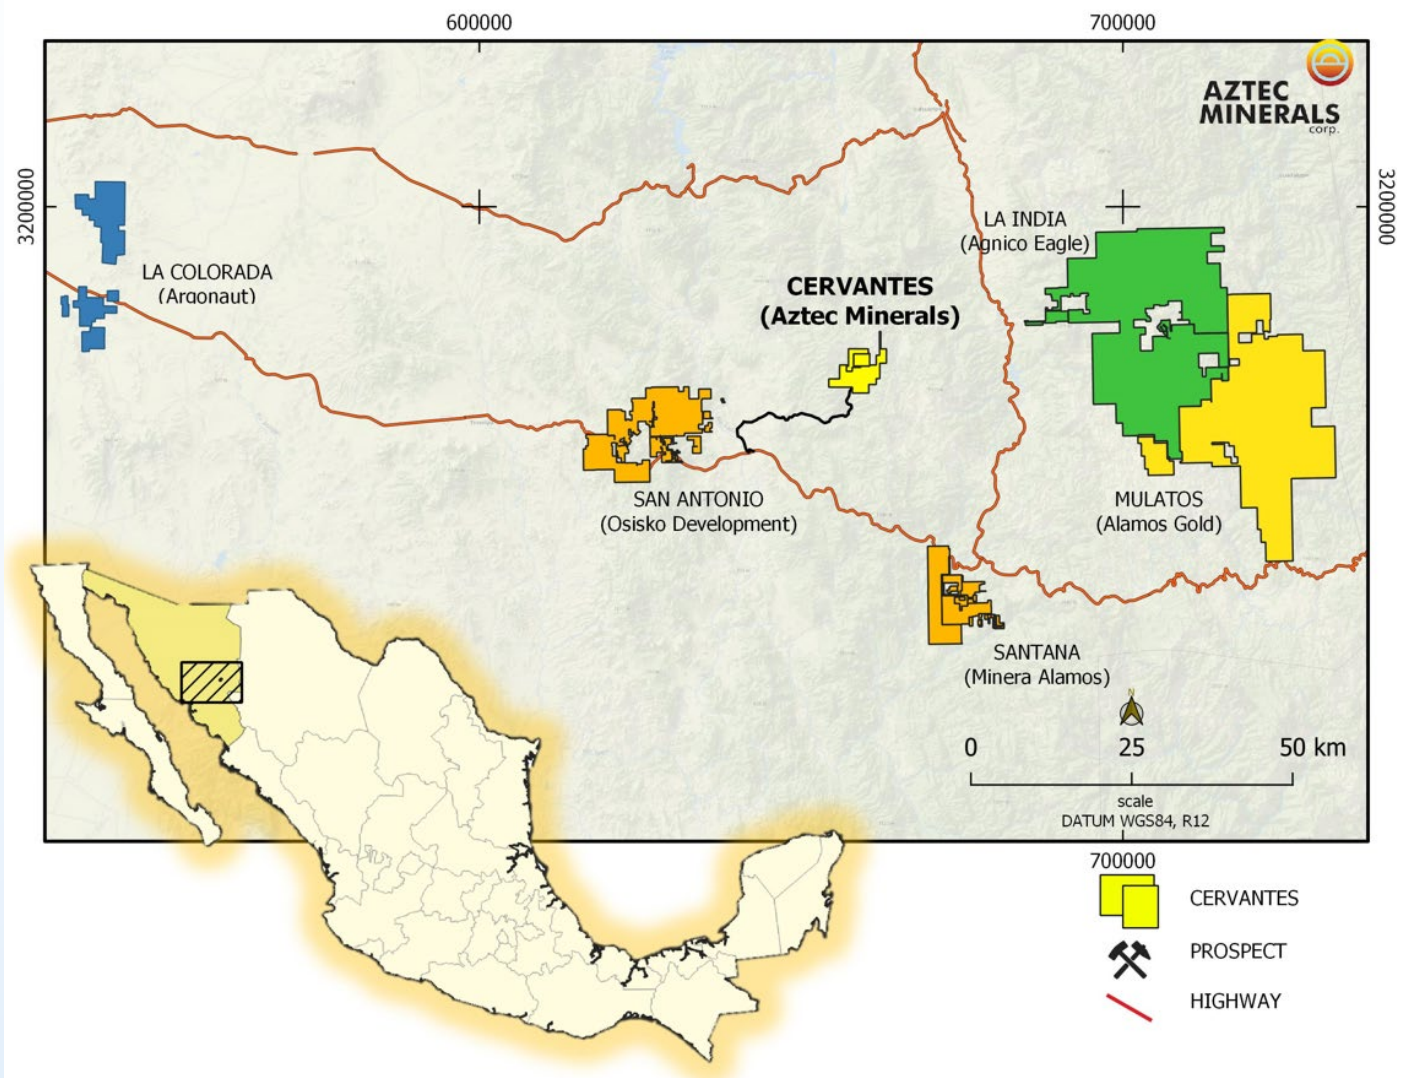 600000
700000
AZTEC
MINERALS
corp.
3200000
3200000
LA INDIA
(Agnico Eagle)
LA COLORADA
(Argonaut)
CERVANTES
(Aztec Minerals)
SAN ANTONIO
(Osisko Development)
MULATOS
(Alamos Gold)
SANTANA
(Minera Alamos)
N
0 25 50 km
scale
DATUM WGS84, R12
700000
CERVANTES
PROSPECT
HIGHWAY